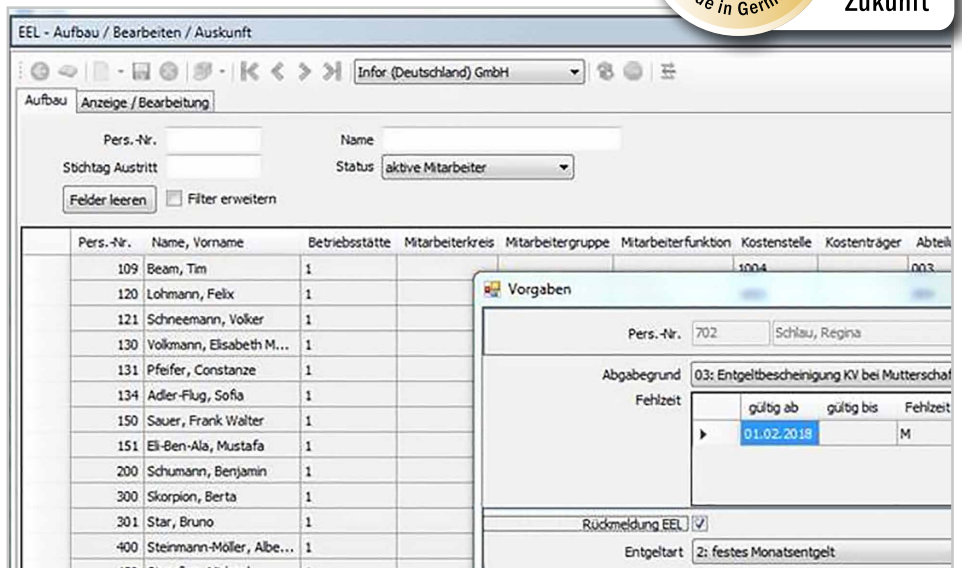 de in Germ
Zukunft
EEL - Aufbau / Bearbeiten / Auskunft
Infor (Deutschland) GmbH
Aufbau Anzeige / Bearbeitung
Pers.-Nr. Name
Stichtag Austritt Status aktive Mitarbeiter
Felder leeren Filter erweitern
Pers.-Nr. Name, Vorname Betriebsstätte Mitarbeiterkreis Mitarbeitergruppe Mitarbeiterfunktion Kostenstelle Kostenträger Abteil
109 Beam, Tim 1 1004 003
120 Lohmann, Felix 1
121 Schneemann, Volker 1
130 Volkmann, Elisabeth M... 1
131 Pfeifer, Constanze 1
134 Adler-Flug, Sofia 1
150 Sauer, Frank Walter 1
151 Eli-Ben-Ala, Mustafa 1
200 Schumann, Benjamin 1
300 Skorpion, Berta 1
301 Star, Bruno 1
400 Steinmann-Möller, Albe... 1
Vorgaben
Pers.-Nr. 702 Schlau, Regina
Abgabegrund 03: Entgeltbescheinigung KV bei Mutterschaf
Fehlzeit
gültig ab gültig bis Fehlzeit
01.02.2018 M
Rückmeldung EEL
Entgeltart 2: festes Monatsentgelt